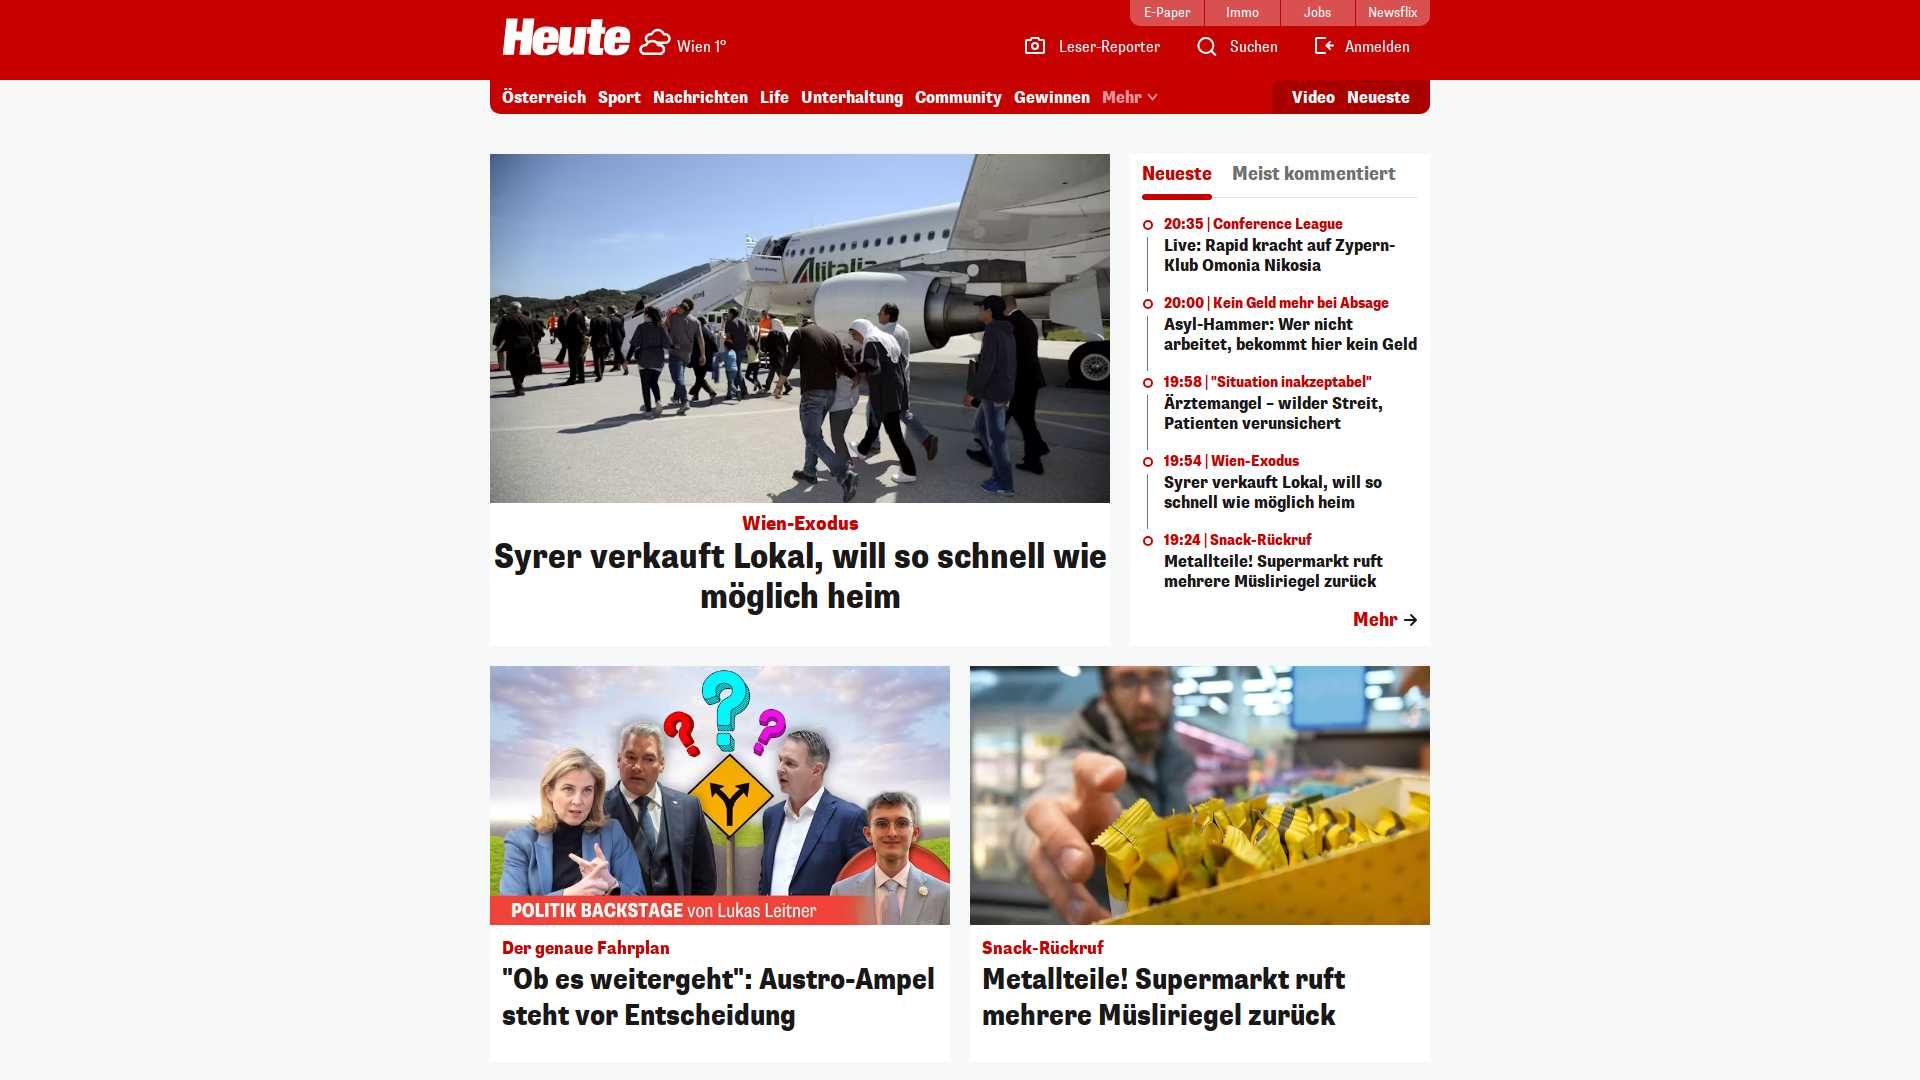 E-Paper
Immo
Jobs
Newsflix
Heute
Wien 1°
Leser-Reporter
Suchen
Anmelden
Österreich
Sport
Nachrichten
Life
Unterhaltung
Community
Gewinnen
Mehr
Video
Neueste
Alitalia
Wien-Exodus
Syrer verkauft Lokal, will so schnell wie
möglich heim
Neueste
Meist kommentiert
20:35 | Conference League
Live: Rapid kracht auf Zypern-
Klub Omonia Nikosia
20:00 | Kein Geld mehr bei Absage
Asyl-Hammer: Wer nicht
arbeitet, bekommt hier kein Geld
19:58 | "Situation inakzeptabel"
Ärztemangel – wilder Streit,
Patienten verunsichert
19:54 | Wien-Exodus
Syrer verkauft Lokal, will so
schnell wie möglich heim
19:24 | Snack-Rückruf
Metallteile! Supermarkt ruft
mehrere Müsliriegel zurück
Mehr
???
POLITIK BACKSTAGE von Lukas Leitner
Der genaue Fahrplan
"Ob es weitergeht": Austro-Ampel
steht vor Entscheidung
Snack-Rückruf
Metallteile! Supermarkt ruft
mehrere Müsliriegel zurück